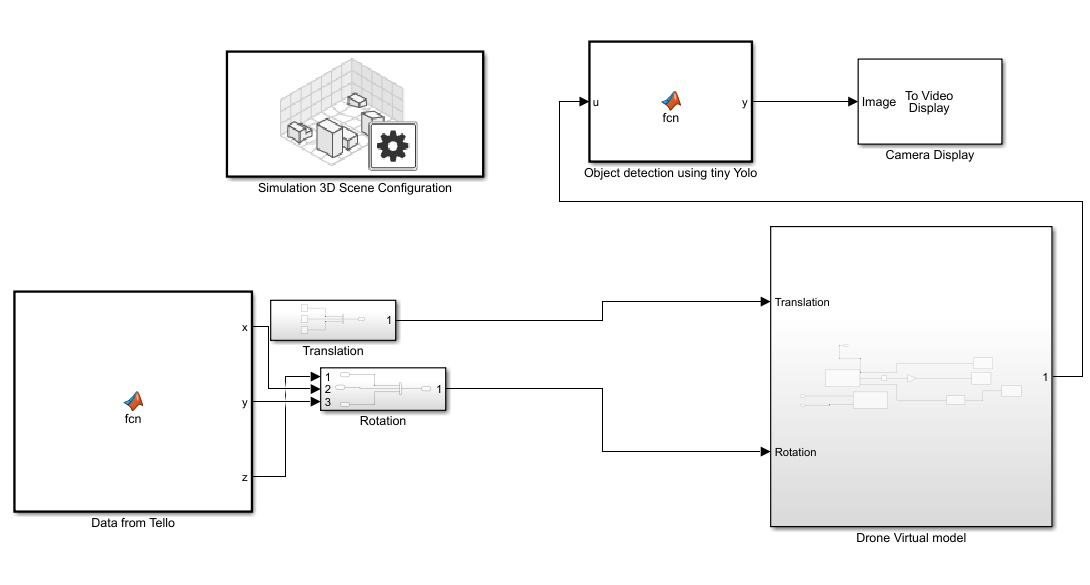 Simulation 3D Scene Configuration
u
fcn
y
Object detection using tiny Yolo
Image
To Video
Display
Camera Display
x
y
z
fcn
Data from Tello
1
Translation
1
2
3
1
Rotation
Translation
Rotation
1
Drone Virtual model